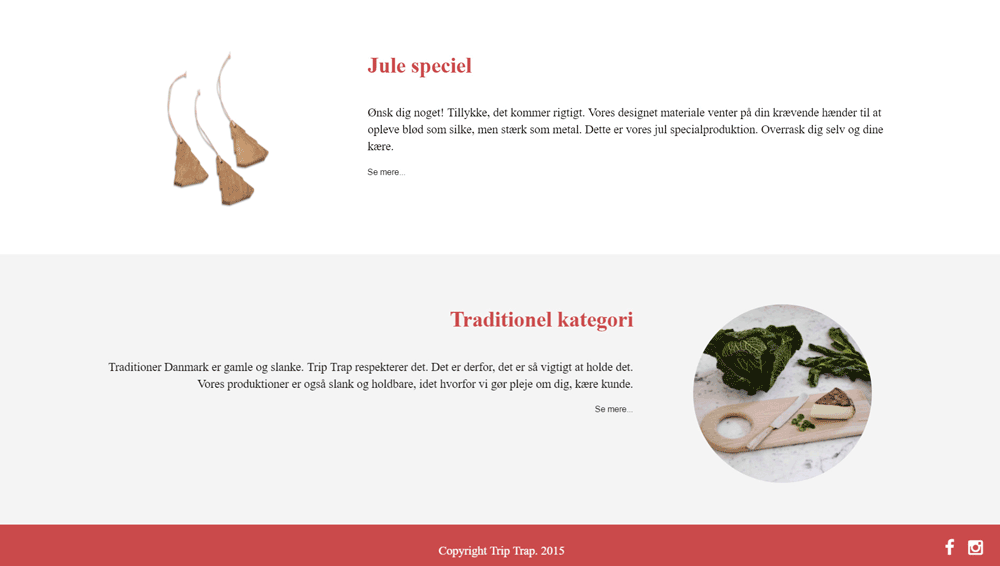 Jule speciel
Ønsk dig noget! Tillykke, det kommer rigtigt. Vores designet materiale venter på din krævende hænder til at
opleve blød som silke, men stærk som metal. Dette er vores jul specialproduktion. Overrask dig selv og dine
kære.
Se mere...
Traditionel kategori
Traditioner Danmark er gamle og slanke. Trip Trap respekterer det. Det er derfor, det er så vigtigt at holde det.
Vores produktioner er også slank og holdbare, idet hvorfor vi gør pleje om dig, kære kunde.
Se mere...
Copyright Trip Trap. 2015